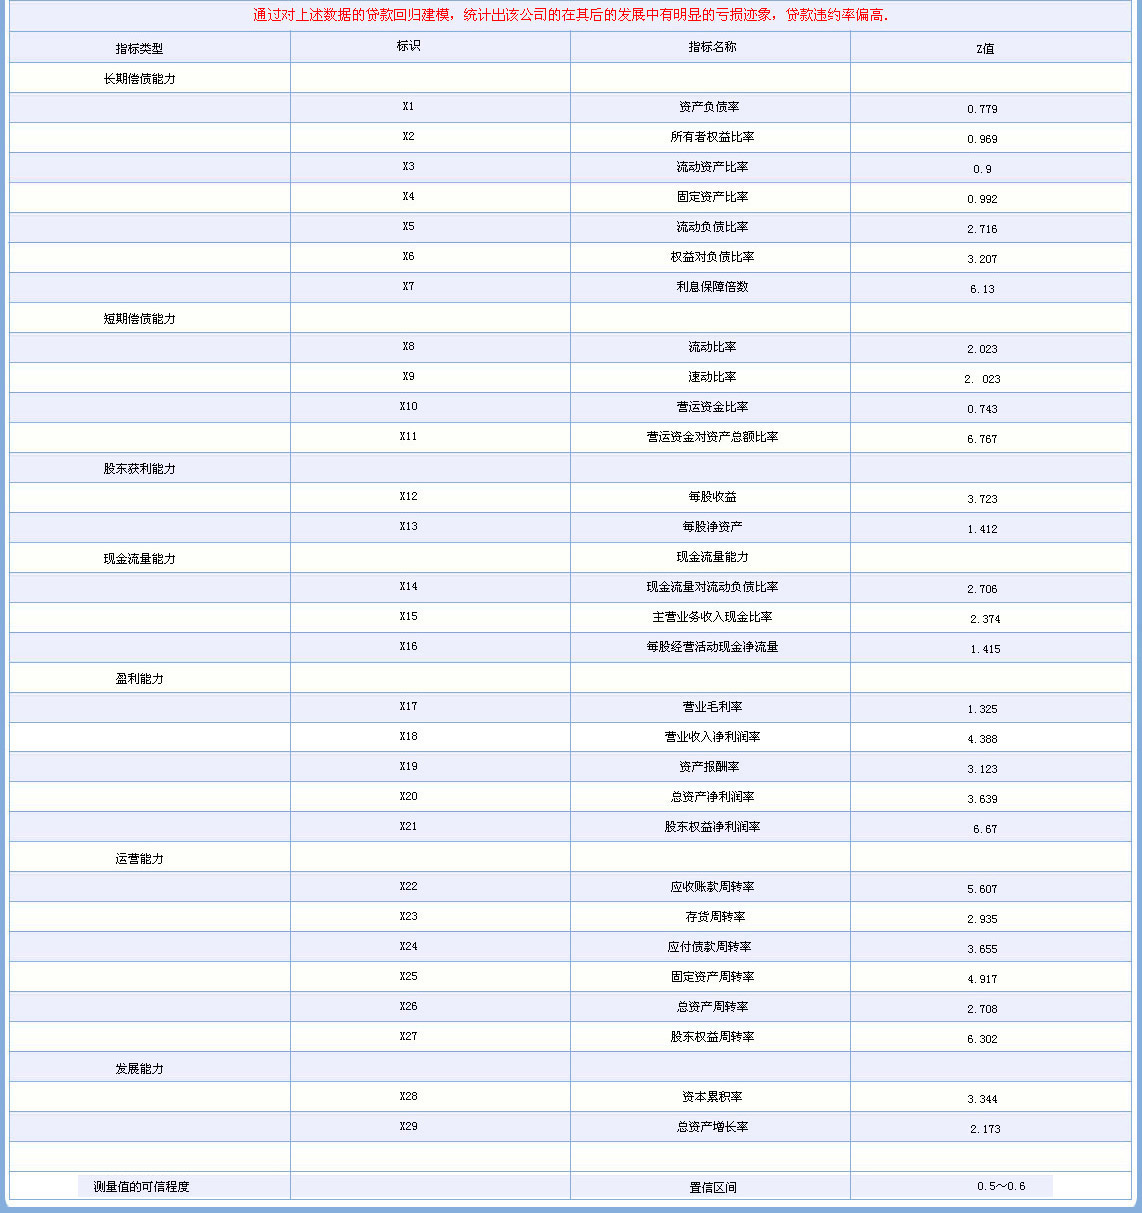 通过对上述数据的贷款回归建模，统计出该公司的在其后的发展中有明显的亏损迹象，贷款违约率偏高.
指标类型 标识 指标名称 Z值
长期偿债能力
X1 资产负债率 0.779
X2 所有者权益比率 0.969
X3 流动资产比率 0.9
X4 固定资产比率 0.992
X5 流动负债比率 2.716
X6 权益对负债比率 3.207
X7 利息保障倍数 6.13
短期偿债能力
X8 流动比率 2.023
X9 速动比率 2. 023
X10 营运资金比率 0.743
X11 营运资金对资产总额比率 6.767
股东获利能力
X12 每股收益 3.723
X13 每股净资产 1.412
现金流量能力 现金流量能力
X14 现金流量对流动负债比率 2.706
X15 主营业务收入现金比率 2.374
X16 每股经营活动现金净流量 1.415
盈利能力
X17 营业毛利率 1.325
X18 营业收入净利润率 4.388
X19 资产报酬率 3.123
X20 总资产净利润率 3.639
X21 股东权益净利润率 6.67
运营能力
X22 应收账款周转率 5.607
X23 存货周转率 2.935
X24 应付债款周转率 3.655
X25 固定资产周转率 4.917
X26 总资产周转率 2.708
X27 股东权益周转率 6.302
发展能力
X28 资本累积率 3.344
X29 总资产增长率 2.173
测量值的可信程度 置信区间 0.5～0.6